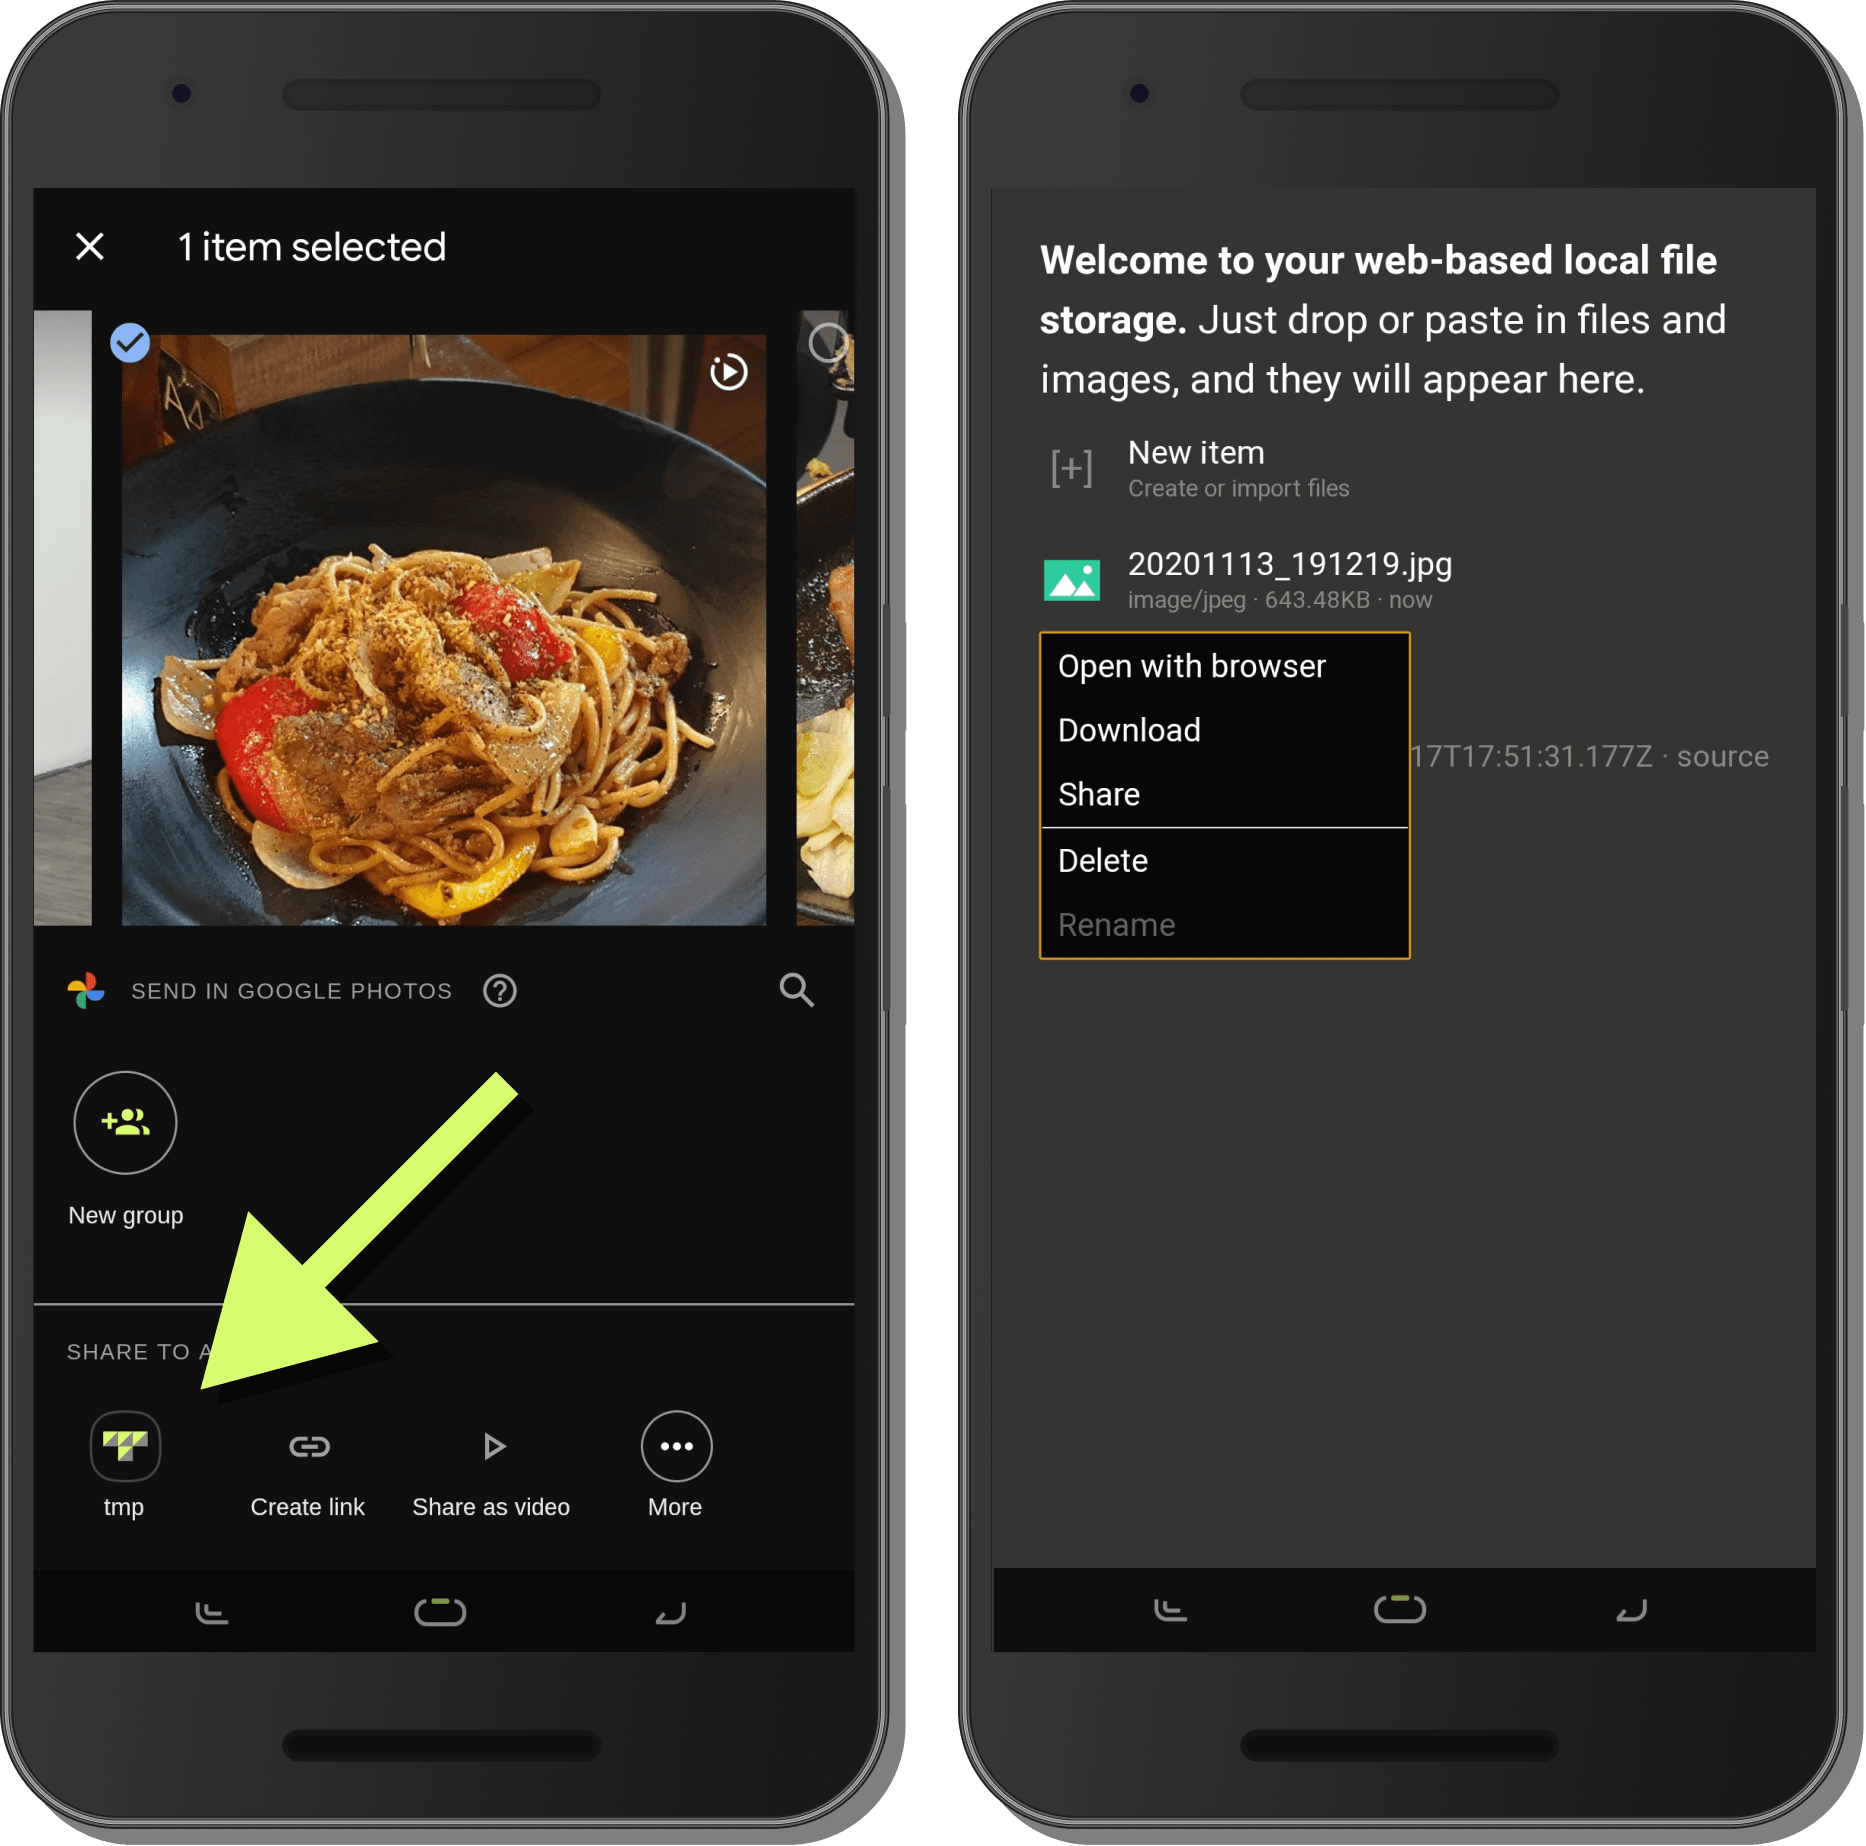 1 item selected
SEND IN GOOGLE PHOTOS
New group
SHARE TO A
tmp
Create link
Share as video
More
Welcome to your web-based local file
storage. Just drop or paste in files and
images, and they will appear here.
[+]
New item
Create or import files
20201113_191219.jpg
image/jpeg · 643.48KB · now
Open with browser
Download
Share
17T17:51:31.177Z · source
Delete
Rename